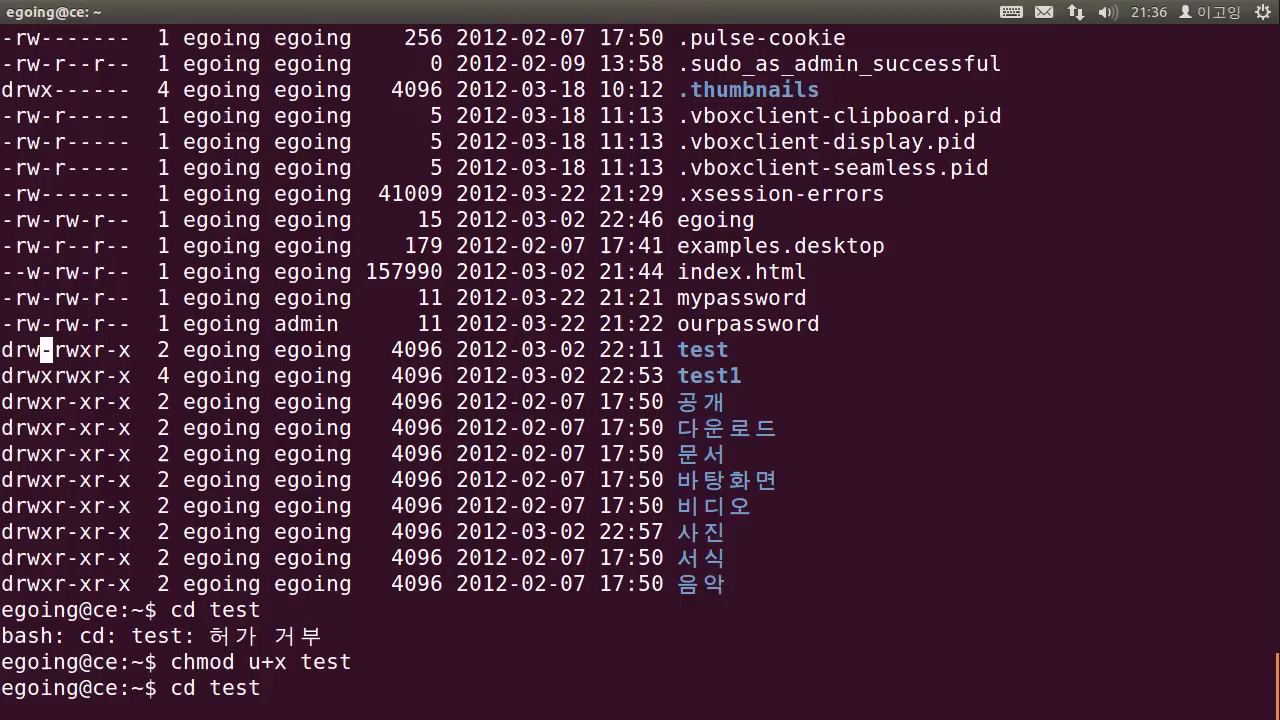 egoing@ce: ~ 21:36 이고잉
-rw------- 1 egoing egoing 256 2012-02-07 17:50 .pulse-cookie
-rw-r--r-- 1 egoing egoing 0 2012-02-09 13:58 .sudo_as_admin_successful
drwx------ 4 egoing egoing 4096 2012-03-18 10:12 .thumbnails
-rw-r----- 1 egoing egoing 5 2012-03-18 11:13 .vboxclient-clipboard.pid
-rw-r----- 1 egoing egoing 5 2012-03-18 11:13 .vboxclient-display.pid
-rw-r----- 1 egoing egoing 5 2012-03-18 11:13 .vboxclient-seamless.pid
-rw------- 1 egoing egoing 41009 2012-03-22 21:29 .xsession-errors
-rw-rw-r-- 1 egoing egoing 15 2012-03-02 22:46 egoing
-rw-r--r-- 1 egoing egoing 179 2012-02-07 17:41 examples.desktop
--w-rw-r-- 1 egoing egoing 157990 2012-03-02 21:44 index.html
-rw-rw-r-- 1 egoing egoing 11 2012-03-22 21:21 mypassword
-rw-rw-r-- 1 egoing admin 11 2012-03-22 21:22 ourpassword
drw-rwxr-x 2 egoing egoing 4096 2012-03-02 22:11 test
drwxrwxr-x 4 egoing egoing 4096 2012-03-02 22:53 test1
drwxr-xr-x 2 egoing egoing 4096 2012-02-07 17:50 공개
drwxr-xr-x 2 egoing egoing 4096 2012-02-07 17:50 다운로드
drwxr-xr-x 2 egoing egoing 4096 2012-02-07 17:50 문서
drwxr-xr-x 2 egoing egoing 4096 2012-02-07 17:50 바탕화면
drwxr-xr-x 2 egoing egoing 4096 2012-02-07 17:50 비디오
drwxr-xr-x 2 egoing egoing 4096 2012-03-02 22:57 사진
drwxr-xr-x 2 egoing egoing 4096 2012-02-07 17:50 서식
drwxr-xr-x 2 egoing egoing 4096 2012-02-07 17:50 음악
egoing@ce:~$ cd test
bash: cd: test: 허가 거부
egoing@ce:~$ chmod u+x test
egoing@ce:~$ cd test